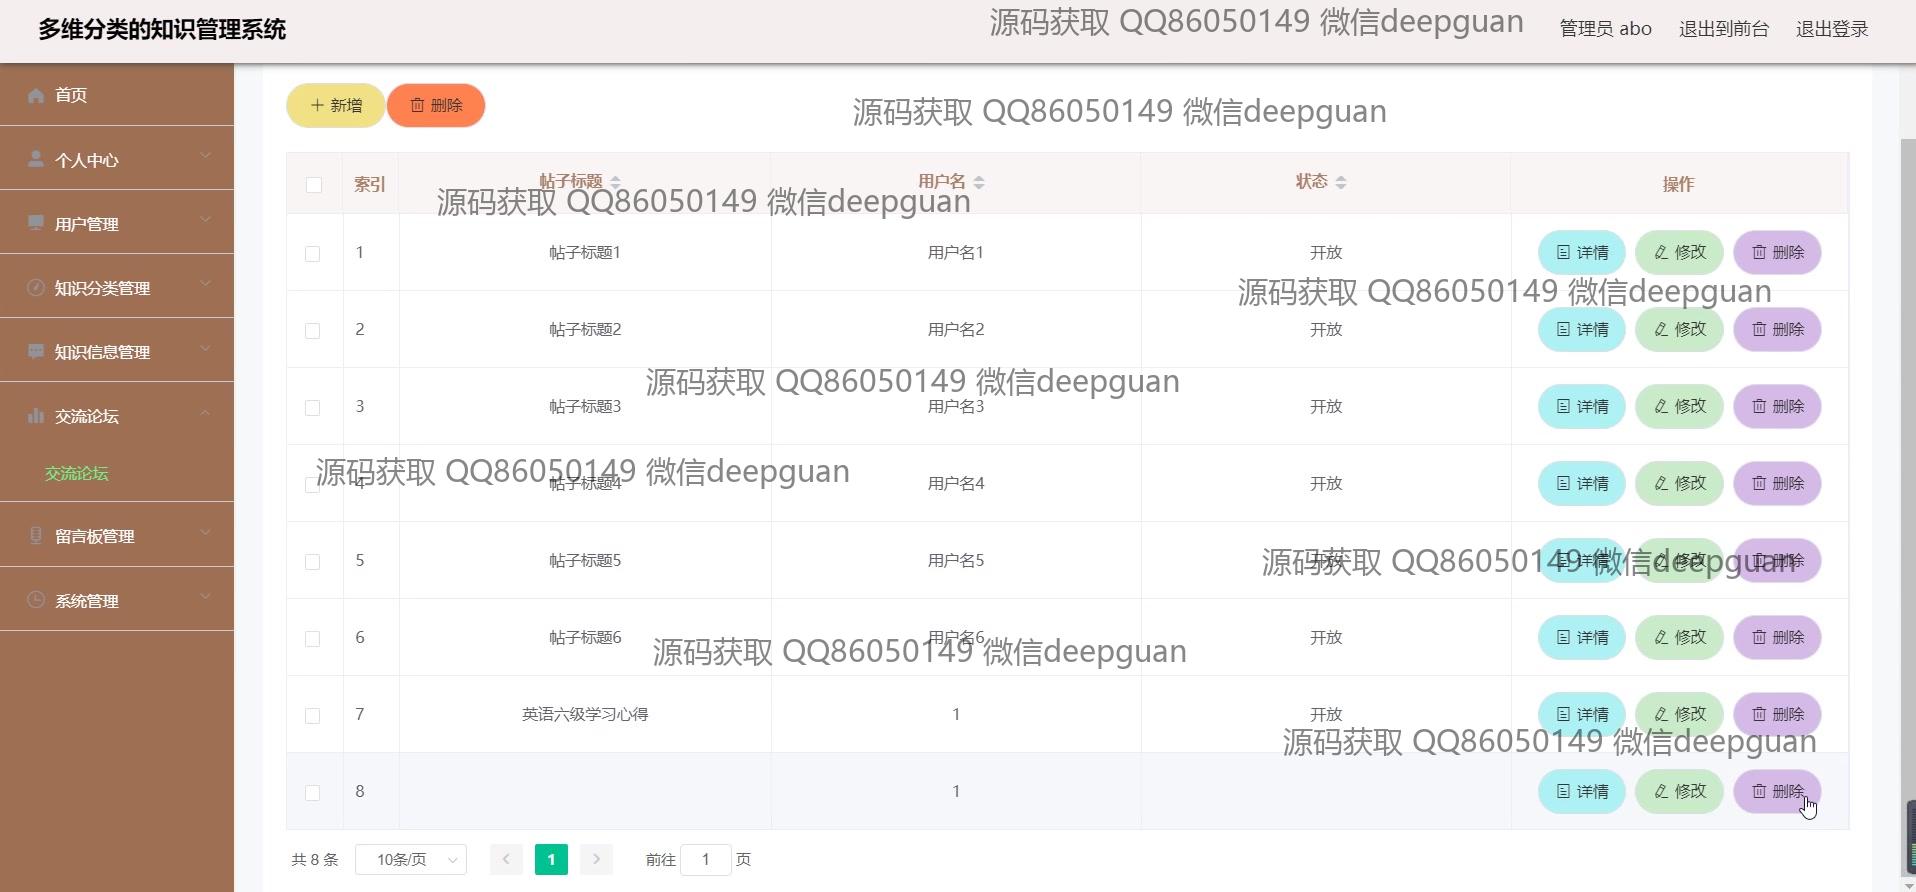 多维分类的知识管理系统
源码获取 QQ86050149 微信deepguan
管理员 abo 退出到前台 退出登录
首页
个人中心
用户管理
知识分类管理
知识信息管理
交流论坛
交流论坛
留言板管理
系统管理
新增 删除
源码获取 QQ86050149 微信deepguan
索引 帖子标题 用户名 状态 操作
源码获取 QQ86050149 微信deepguan
1 帖子标题1 用户名1 开放 详情 修改 删除
源码获取 QQ86050149 微信deepguan
2 帖子标题2 用户名2 开放 详情 修改 删除
源码获取 QQ86050149 微信deepguan
3 帖子标题3 用户名3 开放 详情 修改 删除
源码获取 QQ86050149 微信deepguan
4 帖子标题4 用户名4 开放 详情 修改 删除
5 帖子标题5 用户名5 开放 详情 修改 删除
源码获取 QQ86050149 微信deepguan
6 帖子标题6 用户名6 开放 详情 修改 删除
源码获取 QQ86050149 微信deepguan
7 英语六级学习心得 1 开放 详情 修改 删除
源码获取 QQ86050149 微信deepguan
8 1 详情 修改 删除
共 8 条 10条/页 1 前往 1 页